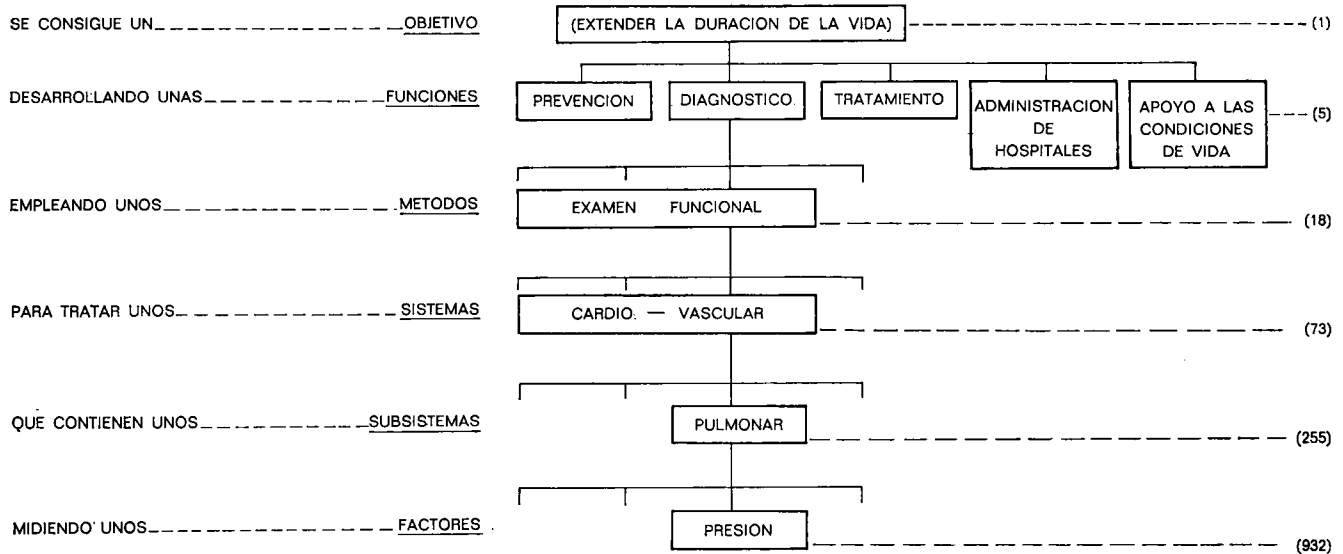 SE CONSIGUE UN OBJETIVO (EXTENDER LA DURACION DE LA VIDA) (1)
DESARROLLANDO UNAS FUNCIONES PREVENCION DIAGNOSTICO TRATAMIENTO ADMINISTRACION DE HOSPITALES APOYO A LAS CONDICIONES DE VIDA (5)
EMPLEANDO UNOS METODOS EXAMEN FUNCIONAL (18)
PARA TRATAR UNOS SISTEMAS CARDIO. — VASCULAR (73)
QUE CONTIENEN UNOS SUBSISTEMAS PULMONAR (255)
MIDIENDO UNOS FACTORES PRESION (932)